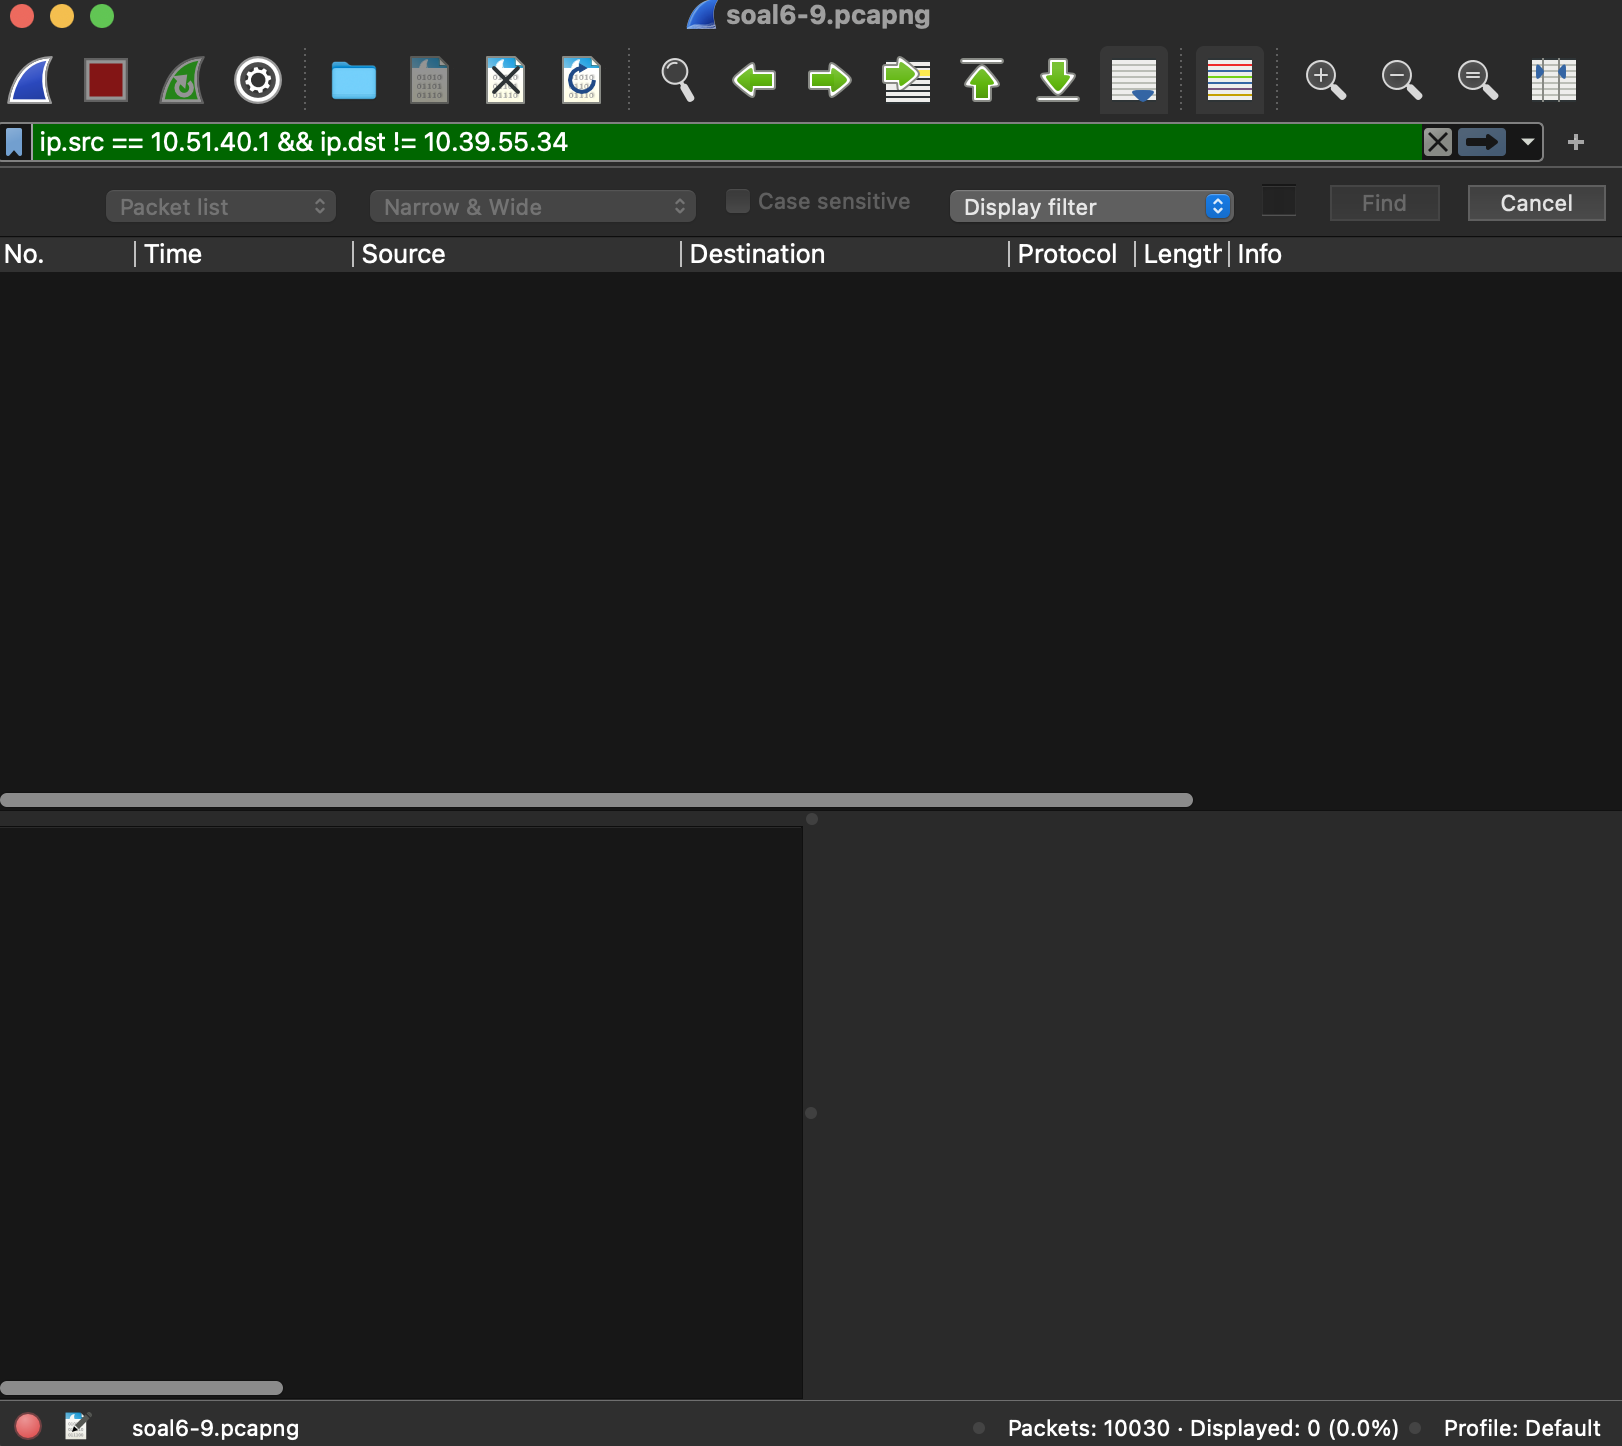 soal6-9.pcapng
ip.src == 10.51.40.1 && ip.dst != 10.39.55.34
Packet list Narrow & Wide Case sensitive Display filter Find Cancel
No. Time Source Destination Protocol Length Info
soal6-9.pcapng Packets: 10030 · Displayed: 0 (0.0%) Profile: Default